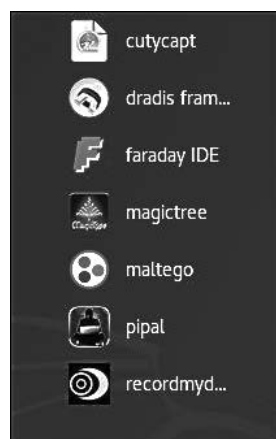 cutycapt
dradis fram...
faraday IDE
magictree
maltego
pipal
recordmyd...